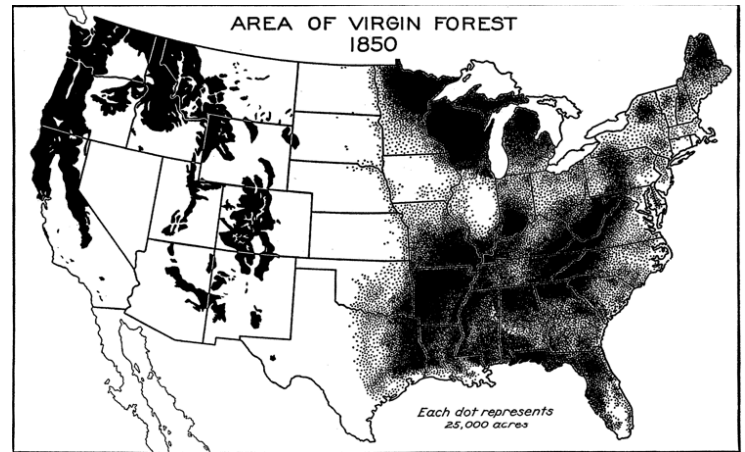 AREA OF VIRGIN FOREST
1850
Each dot represents
25,000 acres